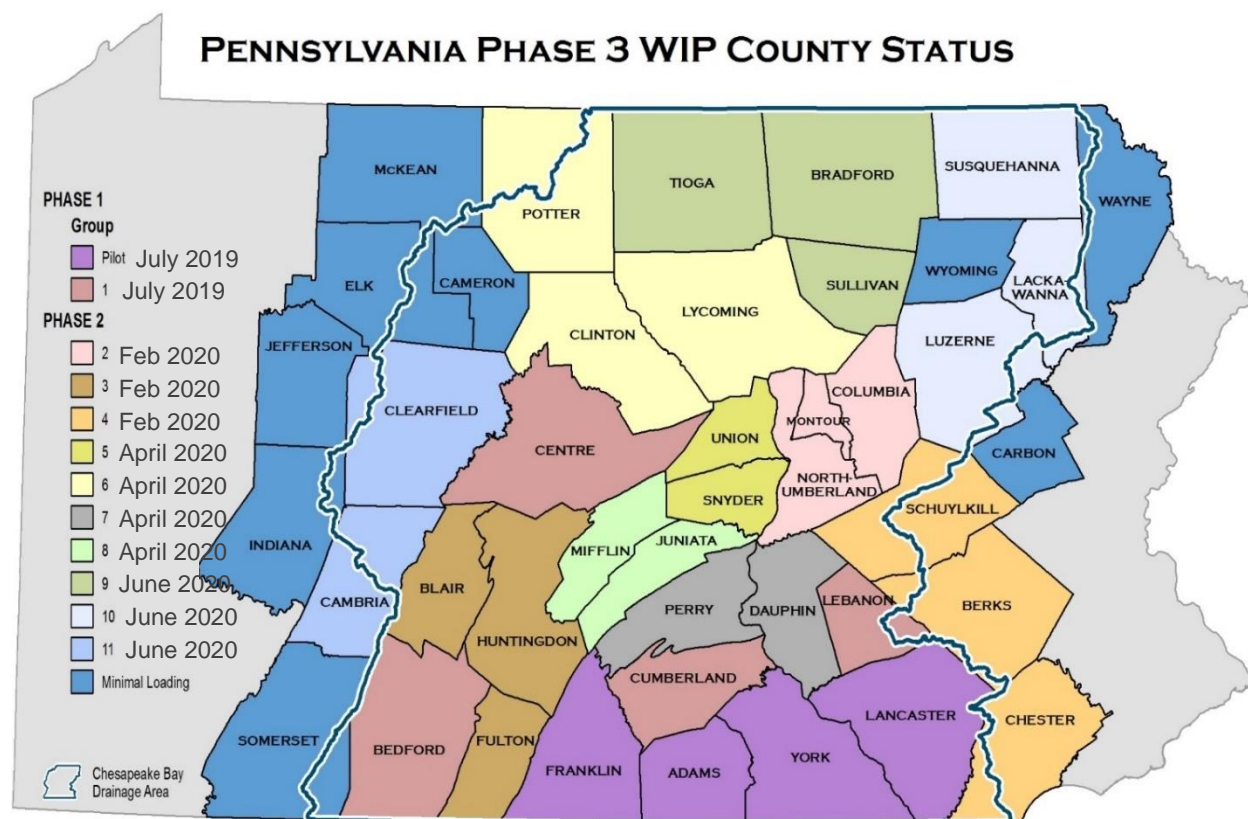 PENNSYLVANIA PHASE 3 WIP COUNTY STATUS
PHASE 1
Group
Pilot July 2019
1 July 2019
PHASE 2
2 Feb 2020
3 Feb 2020
4 Feb 2020
5 April 2020
6 April 2020
7 April 2020
8 April 2020
9 June 2020
10 June 2020
11 June 2020
Minimal Loading
Chesapeake Bay
Drainage Area
MCKEAN
POTTER
TIOGA
BRADFORD
SUSQUEHANNA
WAYNE
ELK
CAMERON
SULLIVAN
WYOMING
LACKA-
WANNA
JEFFERSON
CLINTON
LYCOMING
LUZERNE
CLEARFIELD
COLUMBIA
MONTOUR
CENTRE
UNION
CARBON
NORTH-
UMBERLAND
SNYDER
SCHUYLKILL
INDIANA
MIFFLIN
JUNIATA
CAMBRIA
BLAIR
PERRY
DAUPHIN
LEBANON
BERKS
HUNTINGDON
CUMBERLAND
LANCASTER
CHESTER
SOMERSET
BEDFORD
FULTON
FRANKLIN
ADAMS
YORK